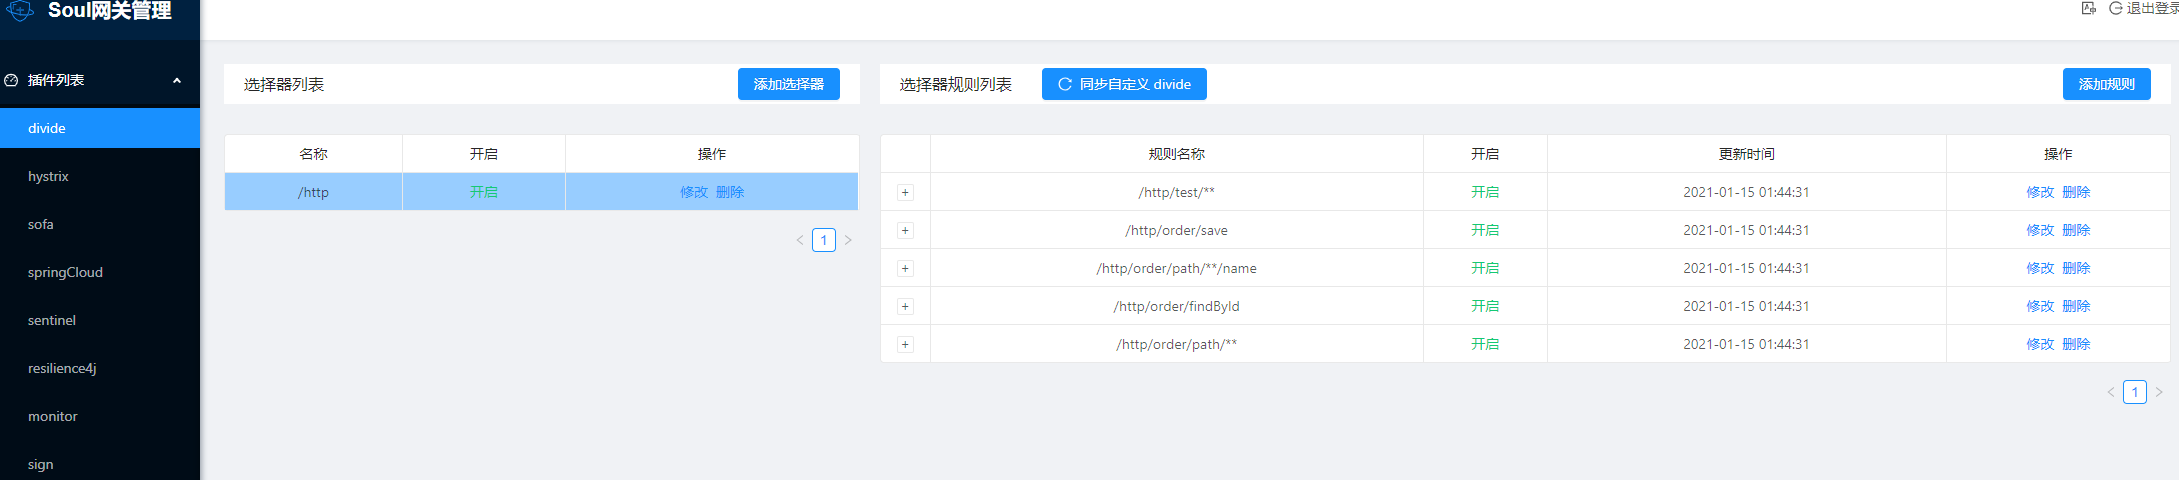 Soul网关管理
退出登录
插件列表
divide
hystrix
sofa
springCloud
sentinel
resilience4j
monitor
sign
选择器列表 添加选择器
名称 开启 操作
/http 开启 修改 删除
1
选择器规则列表 同步自定义 divide 添加规则
规则名称 开启 更新时间 操作
+ /http/test/** 开启 2021-01-15 01:44:31 修改 删除
+ /http/order/save 开启 2021-01-15 01:44:31 修改 删除
+ /http/order/path/**/name 开启 2021-01-15 01:44:31 修改 删除
+ /http/order/findById 开启 2021-01-15 01:44:31 修改 删除
+ /http/order/path/** 开启 2021-01-15 01:44:31 修改 删除
1